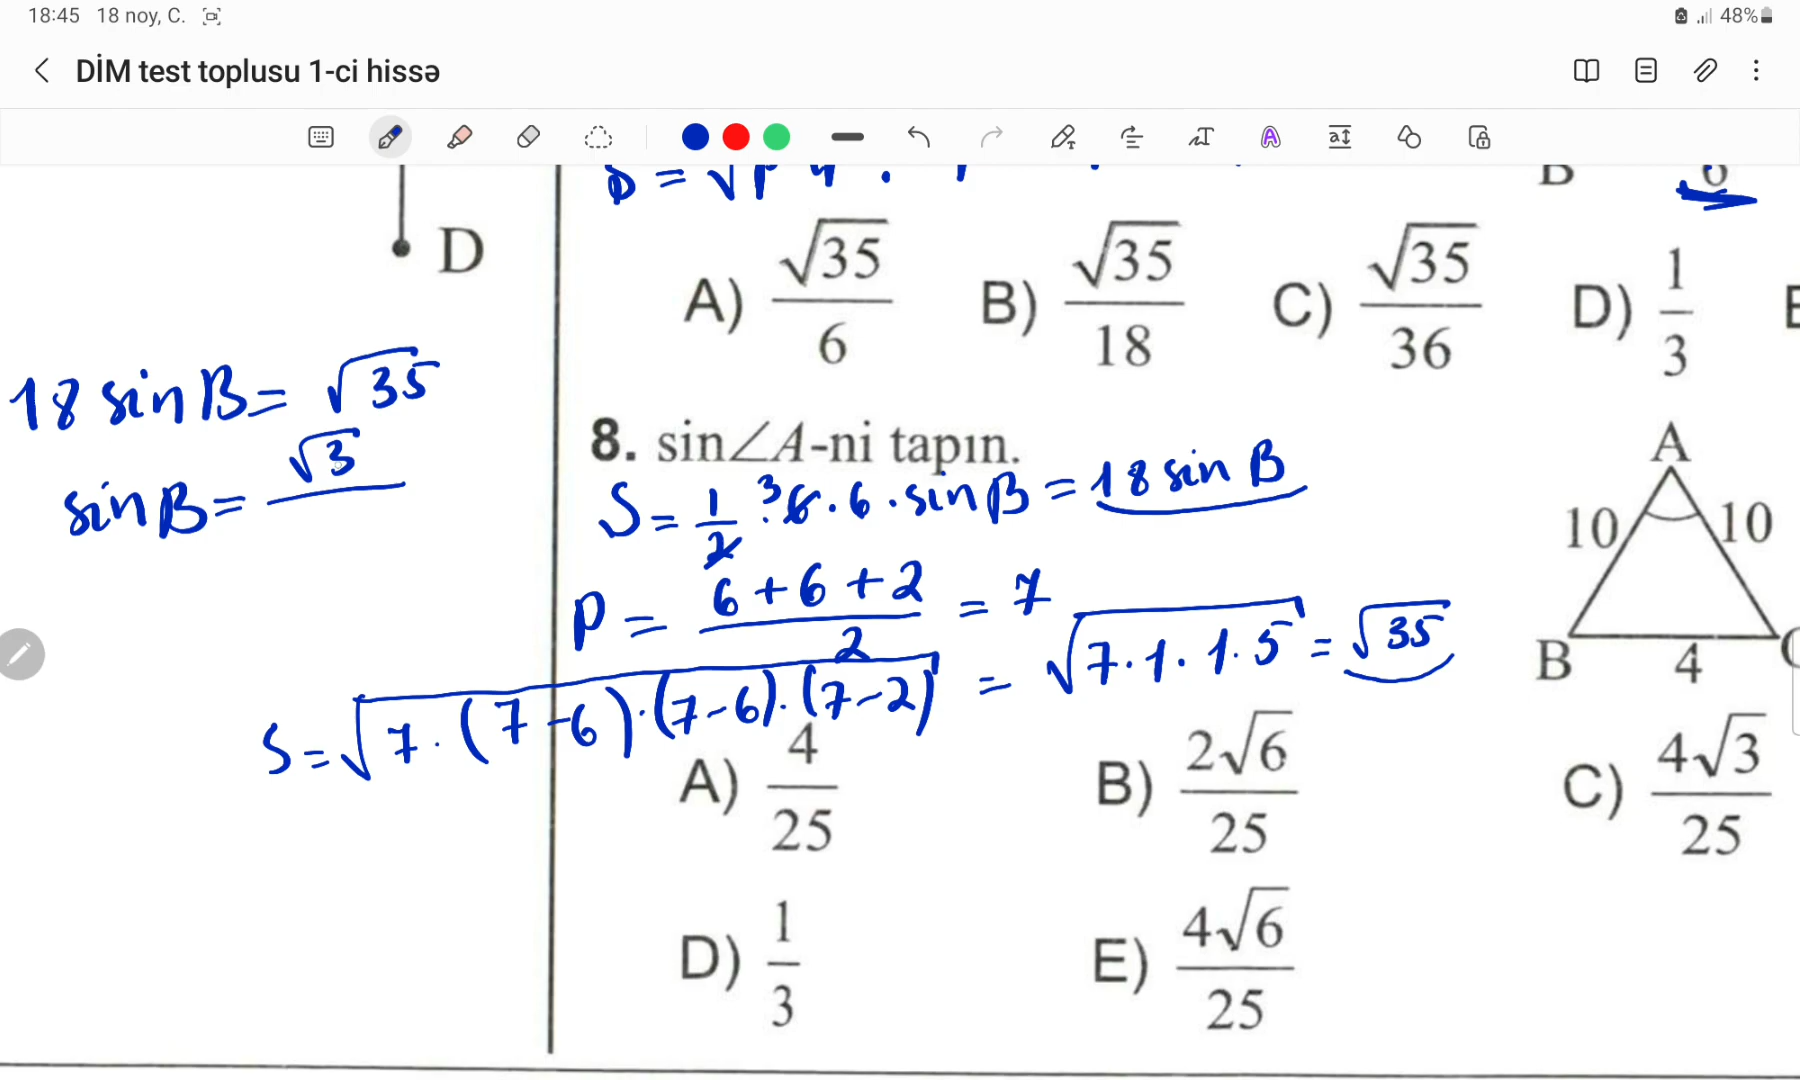 18:45 18 noy, C. 48%
DİM test toplusu 1-ci hissə
D
A) √35/6 B) √35/18 C) √35/36 D) 1/3
18 sin B = √35
sin B = √3
8. sin∠A-ni tapın.
S = 1/2 · 6 · 6 · sin B = 18 sin B
3
P = 6 + 6 + 2 / 2 = 7
S = √7 · (7 - 6) · (7 - 6) · (7 - 2) = √7 · 1 · 1 · 5 = √35
A
10 10
B 4
A) 4/25 B) 2√6/25 C) 4√3/25
D) 1/3 E) 4√6/25